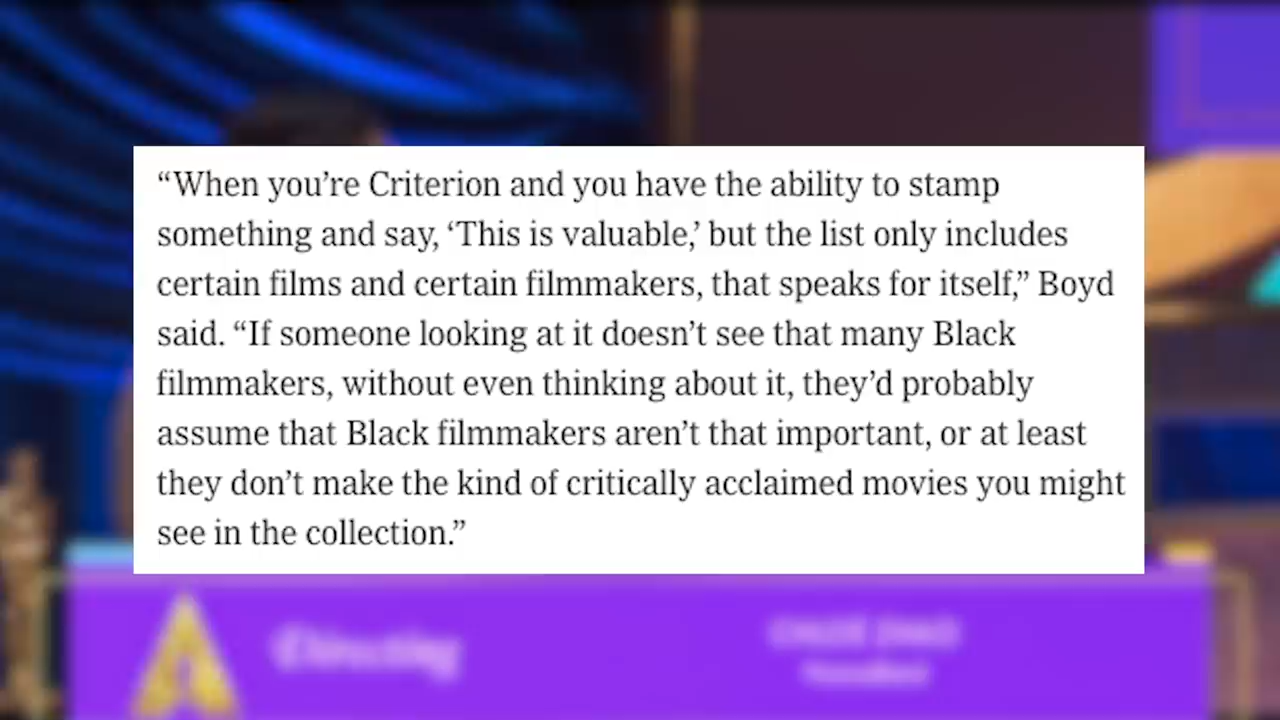 “When you’re Criterion and you have the ability to stamp
something and say, ‘This is valuable,’ but the list only includes
certain films and certain filmmakers, that speaks for itself,” Boyd
said. “If someone looking at it doesn’t see that many Black
filmmakers, without even thinking about it, they’d probably
assume that Black filmmakers aren’t that important, or at least
they don’t make the kind of critically acclaimed movies you might
see in the collection.”
Directing